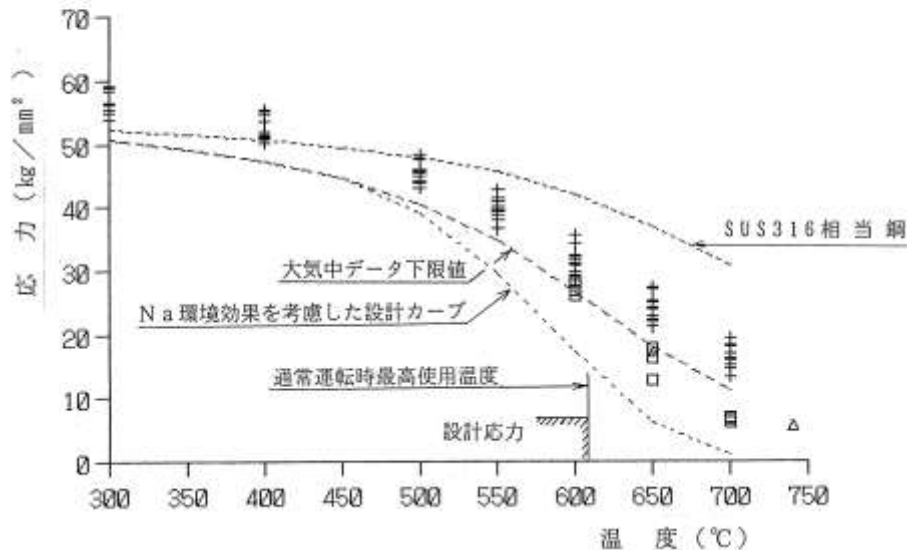 70
60
50
40
30
20
10
0
応 力（kg／mm²）
SUS316相 当 鋼
大気中データ下限値
Na環境効果を考慮した設計カーブ
通常運転時最高使用温度
設計応力
300 350 400 450 500 550 600 650 700 750
温 度（℃）